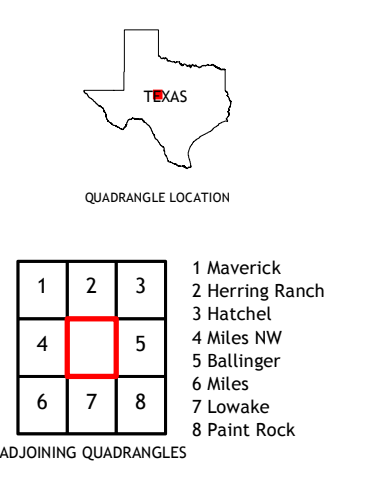 TEXAS
QUADRANGLE LOCATION
1 2 3
4 5
6 7 8
1 Maverick
2 Herring Ranch
3 Hatchel
4 Miles NW
5 Ballinger
6 Miles
7 Lowake
8 Paint Rock
ADJOINING QUADRANGLES